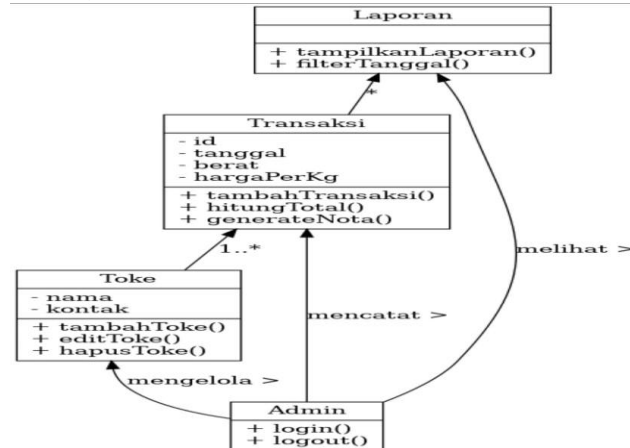 Laporan
+ tampilkanLaporan()
+ filterTanggal()
*
Transaksi
- id
- tanggal
- berat
- hargaPerKg
+ tambahTransaksi()
+ hitungTotal()
+ generateNota()
1..*
melihat >
Toke
- nama
- kontak
+ tambahToke()
+ editToke()
+ hapusToke()
mencatat >
mengelola >
Admin
+ login()
+ logout()